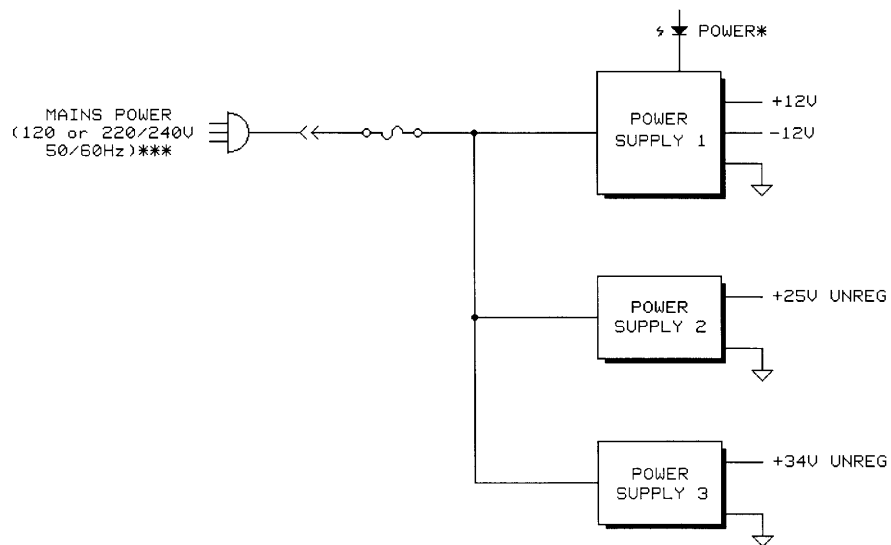 POWER*
MAINS POWER
(120 or 220/240V
50/60Hz)***
POWER
SUPPLY 1
+12V
-12V
POWER
SUPPLY 2
+25V UNREG
POWER
SUPPLY 3
+34V UNREG